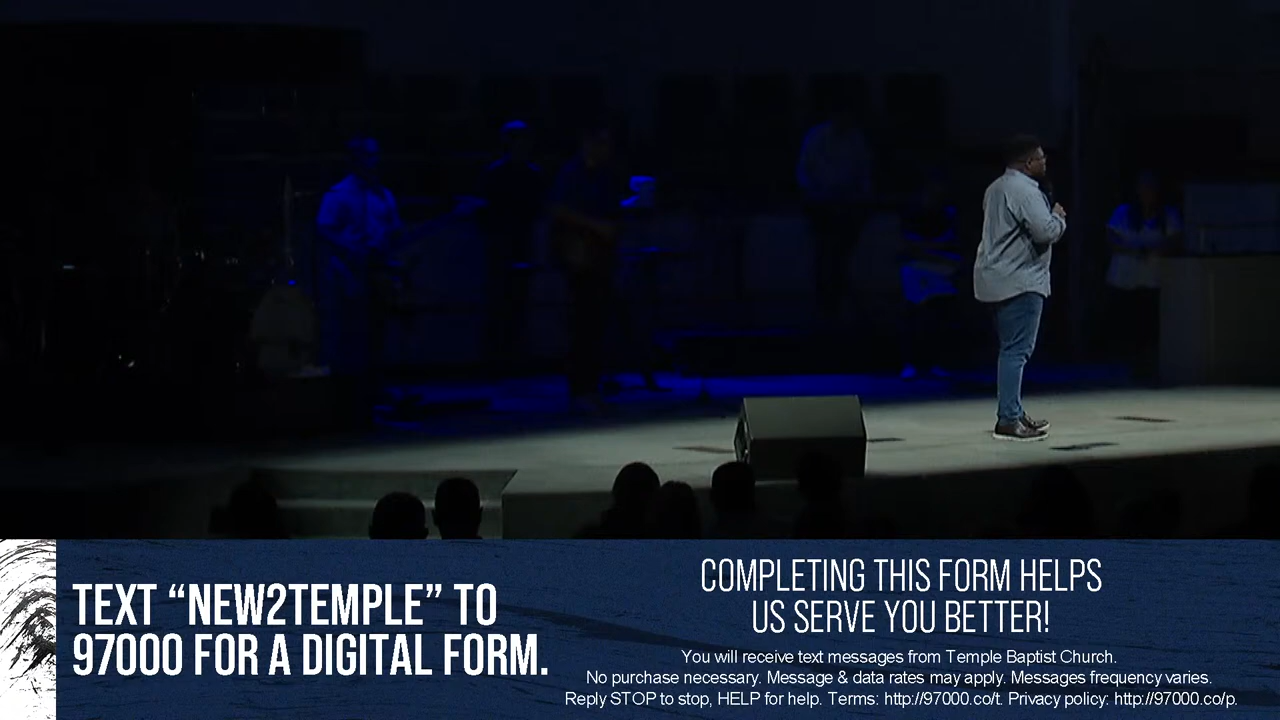 TEXT “NEW2TEMPLE” TO
97000 FOR A DIGITAL FORM.
COMPLETING THIS FORM HELPS
US SERVE YOU BETTER!
You will receive text messages from Temple Baptist Church.
No purchase necessary. Message & data rates may apply. Messages frequency varies.
Reply STOP to stop, HELP for help. Terms: http://97000.co/t. Privacy policy: http://97000.co/p.